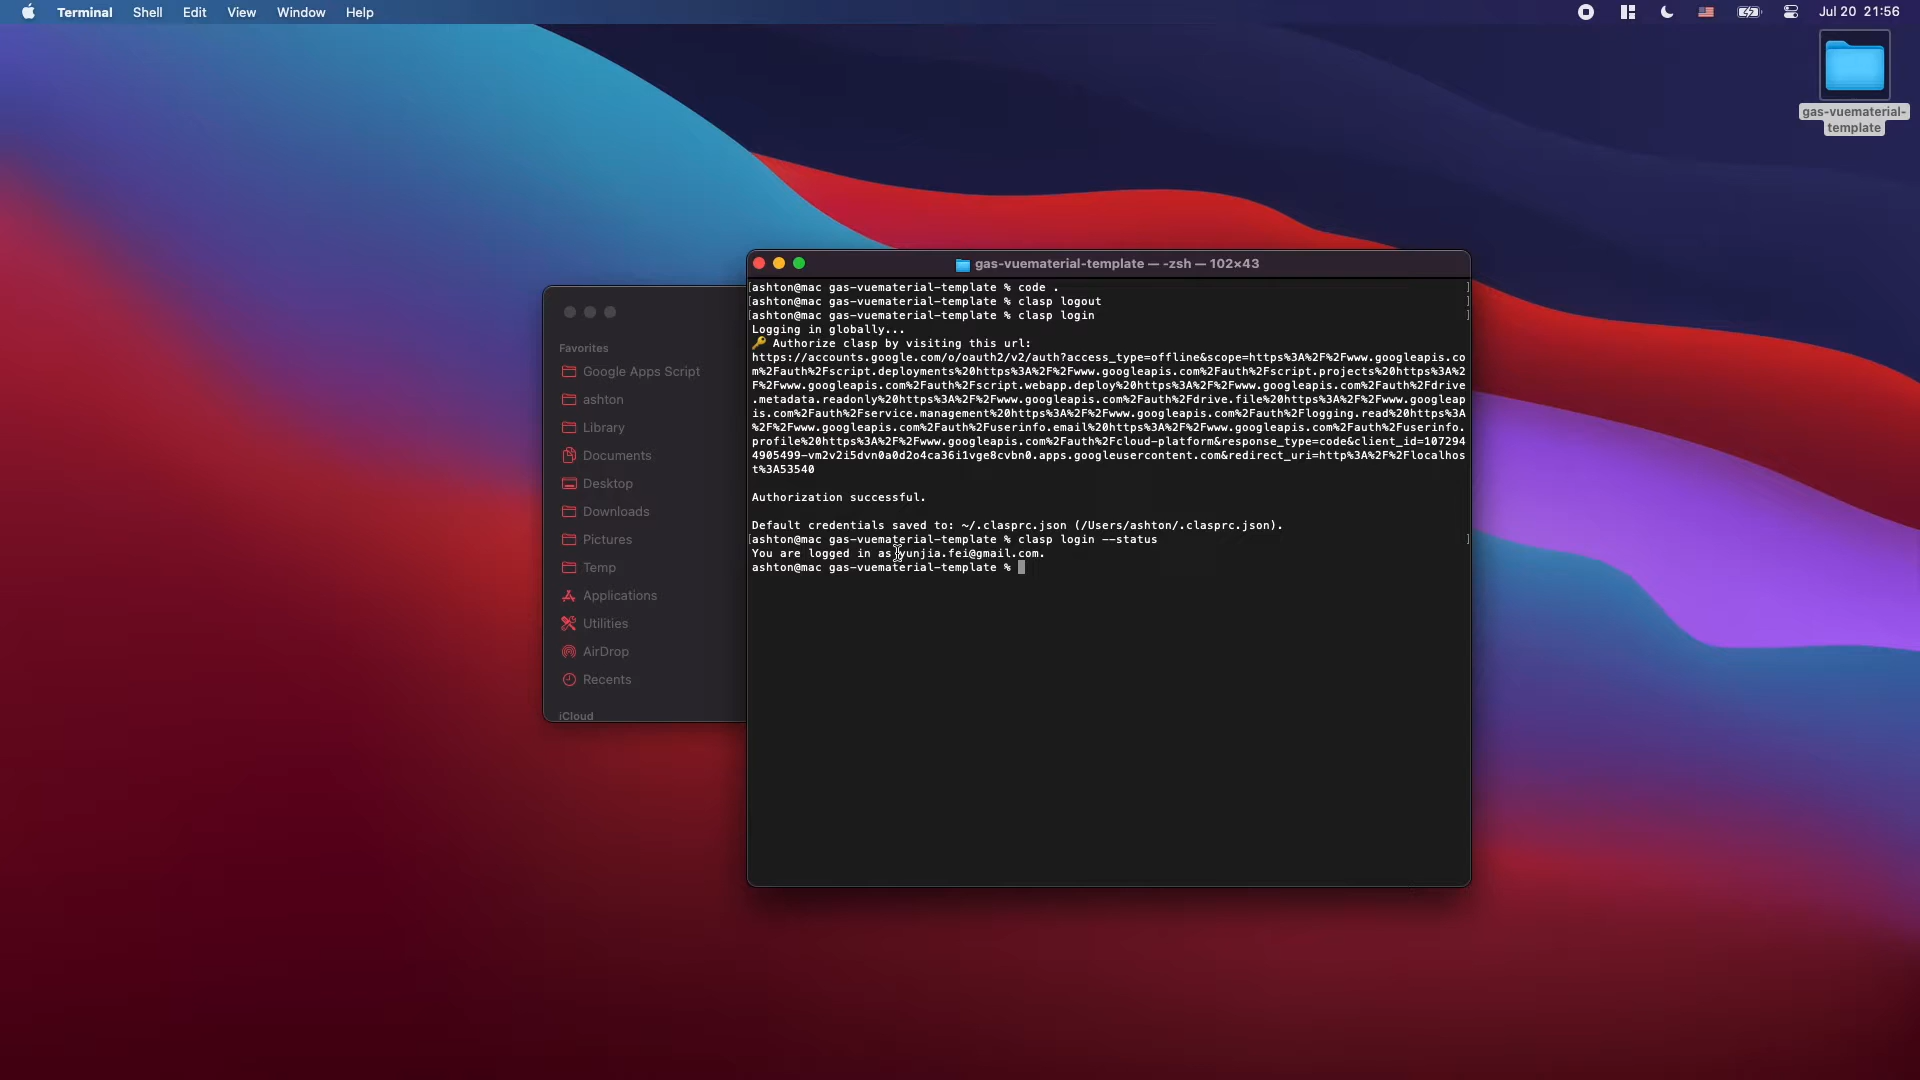 Terminal Shell Edit View Window Help Jul 20 21:56
gas-vuematerial-
template
gas-vuematerial-template — -zsh — 102×43
[ashton@mac gas-vuematerial-template % code . ]
[ashton@mac gas-vuematerial-template % clasp logout ]
[ashton@mac gas-vuematerial-template % clasp login ]
Logging in globally...
🔑 Authorize clasp by visiting this url:
https://accounts.google.com/o/oauth2/v2/auth?access_type=offline&scope=https%3A%2F%2Fwww.googleapis.co
m%2Fauth%2Fscript.deployments%20https%3A%2F%2Fwww.googleapis.com%2Fauth%2Fscript.projects%20https%3A%2
F%2Fwww.googleapis.com%2Fauth%2Fscript.webapp.deploy%20https%3A%2F%2Fwww.googleapis.com%2Fauth%2Fdrive
.metadata.readonly%20https%3A%2F%2Fwww.googleapis.com%2Fauth%2Fdrive.file%20https%3A%2F%2Fwww.googleap
is.com%2Fauth%2Fservice.management%20https%3A%2F%2Fwww.googleapis.com%2Fauth%2Flogging.read%20https%3A
%2F%2Fwww.googleapis.com%2Fauth%2Fuserinfo.email%20https%3A%2F%2Fwww.googleapis.com%2Fauth%2Fuserinfo.
profile%20https%3A%2F%2Fwww.googleapis.com%2Fauth%2Fcloud-platform&response_type=code&client_id=107294
4905499-vm2v2i5dvn0a0d2o4ca36i1vge8cvbn0.apps.googleusercontent.com&redirect_uri=http%3A%2F%2Flocalhos
t%3A53540
Authorization successful.
Default credentials saved to: ~/.clasprc.json (/Users/ashton/.clasprc.json).
[ashton@mac gas-vuematerial-template % clasp login --status ]
You are logged in as yunjia.fei@gmail.com.
ashton@mac gas-vuematerial-template %
Favorites
Google Apps Script
ashton
Library
Documents
Desktop
Downloads
Pictures
Temp
Applications
Utilities
AirDrop
Recents
iCloud